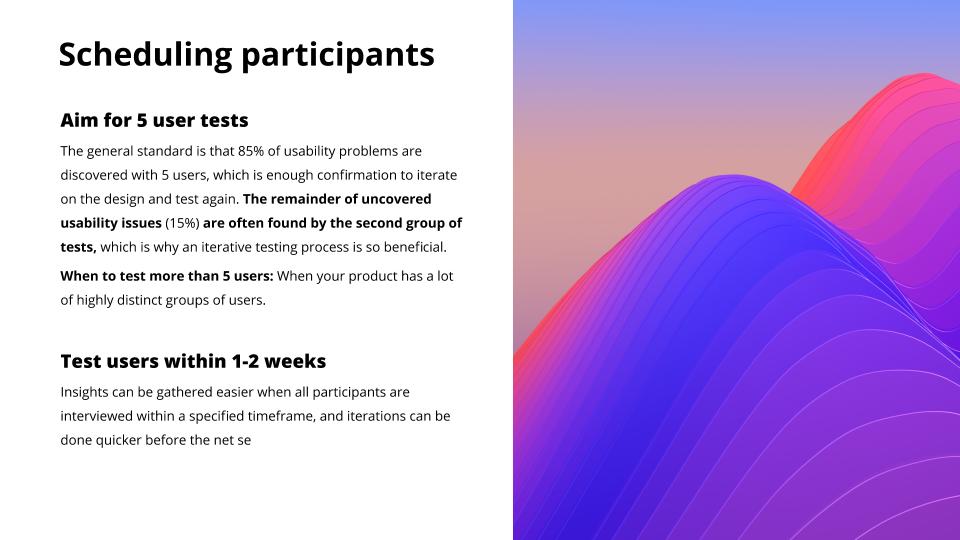 Scheduling participants
Aim for 5 user tests
The general standard is that 85% of usability problems are
discovered with 5 users, which is enough confirmation to iterate
on the design and test again. The remainder of uncovered
usability issues (15%) are often found by the second group of
tests, which is why an iterative testing process is so beneficial.
When to test more than 5 users: When your product has a lot
of highly distinct groups of users.
Test users within 1-2 weeks
Insights can be gathered easier when all participants are
interviewed within a specified timeframe, and iterations can be
done quicker before the net se